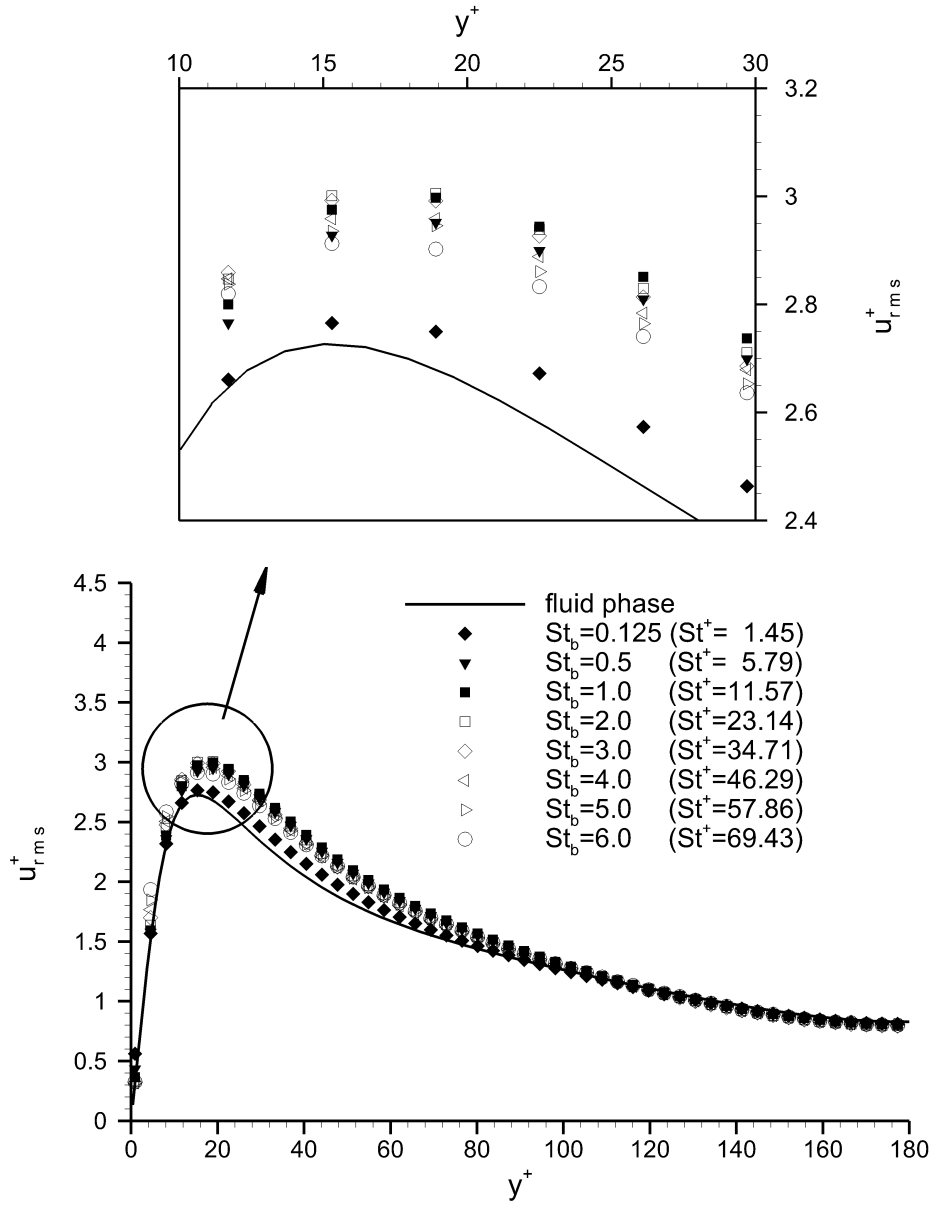 y+
10 15 20 25 30
3.2
3
2.8
2.6
2.4
u+rms
4.5
4
3.5
3
2.5
2
1.5
1
0.5
0
u+rms
fluid phase
Stb=0.125 (St+= 1.45)
Stb=0.5 (St+= 5.79)
Stb=1.0 (St+=11.57)
Stb=2.0 (St+=23.14)
Stb=3.0 (St+=34.71)
Stb=4.0 (St+=46.29)
Stb=5.0 (St+=57.86)
Stb=6.0 (St+=69.43)
0 20 40 60 80 100 120 140 160 180
y+